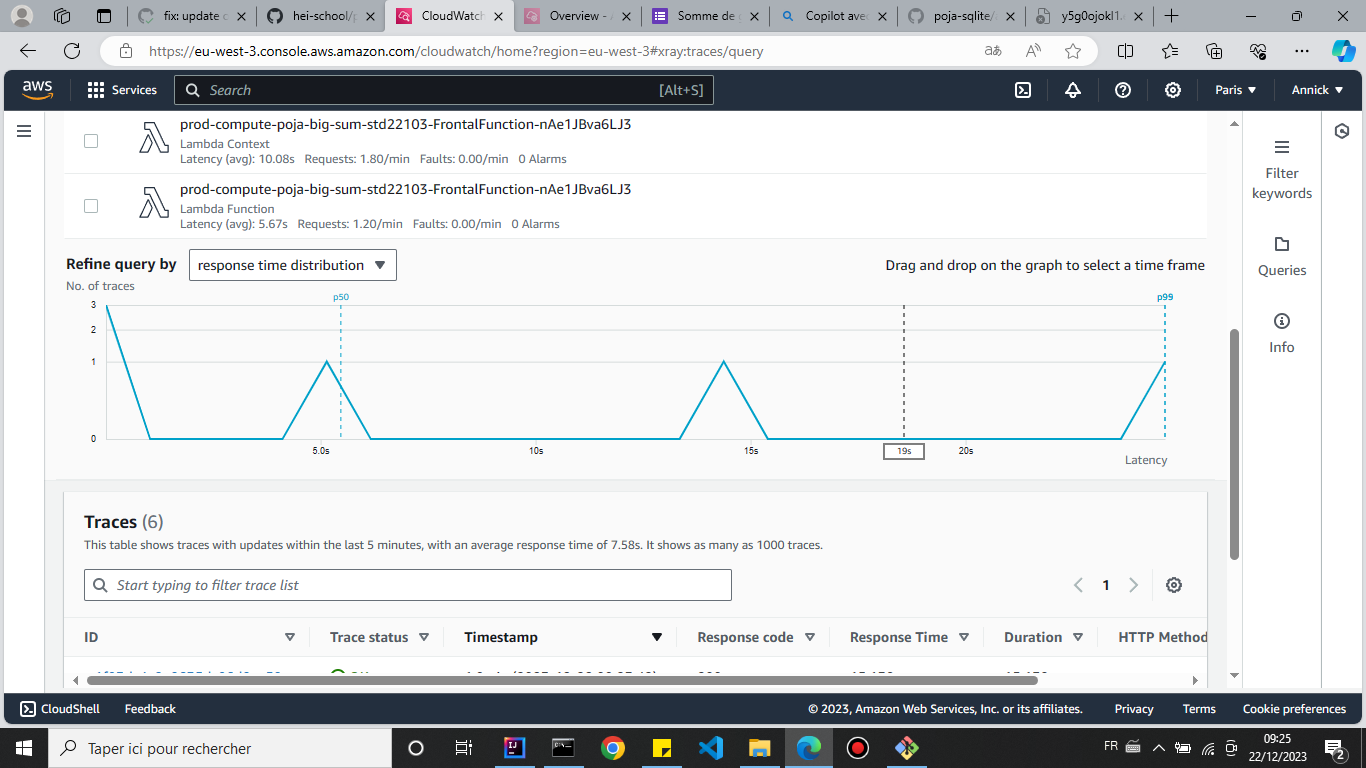 fix: update c
hei-school/p
CloudWatch
Overview - A
Somme de
Copilot avec
poja-sqlite/
y5g0ojokl1.e
https://eu-west-3.console.aws.amazon.com/cloudwatch/home?region=eu-west-3#xray:traces/query
aws
Services
Search
[Alt+S]
Paris ▼
Annick ▼
prod-compute-poja-big-sum-std22103-FrontalFunction-nAe1JBva6LJ3
Lambda Context
Latency (avg): 10.08s Requests: 1.80/min Faults: 0.00/min 0 Alarms
prod-compute-poja-big-sum-std22103-FrontalFunction-nAe1JBva6LJ3
Lambda Function
Latency (avg): 5.67s Requests: 1.20/min Faults: 0.00/min 0 Alarms
Filter
keywords
Queries
Info
Refine query by
response time distribution
Drag and drop on the graph to select a time frame
No. of traces
p50
p99
3
2
1
0
5.0s
10s
15s
19s
20s
Latency
Traces (6)
This table shows traces with updates within the last 5 minutes, with an average response time of 7.58s. It shows as many as 1000 traces.
Start typing to filter trace list
1
ID
Trace status
Timestamp
Response code
Response Time
Duration
HTTP Method
CloudShell
Feedback
© 2023, Amazon Web Services, Inc. or its affiliates.
Privacy
Terms
Cookie preferences
Taper ici pour rechercher
FR
09:25
22/12/2023
2